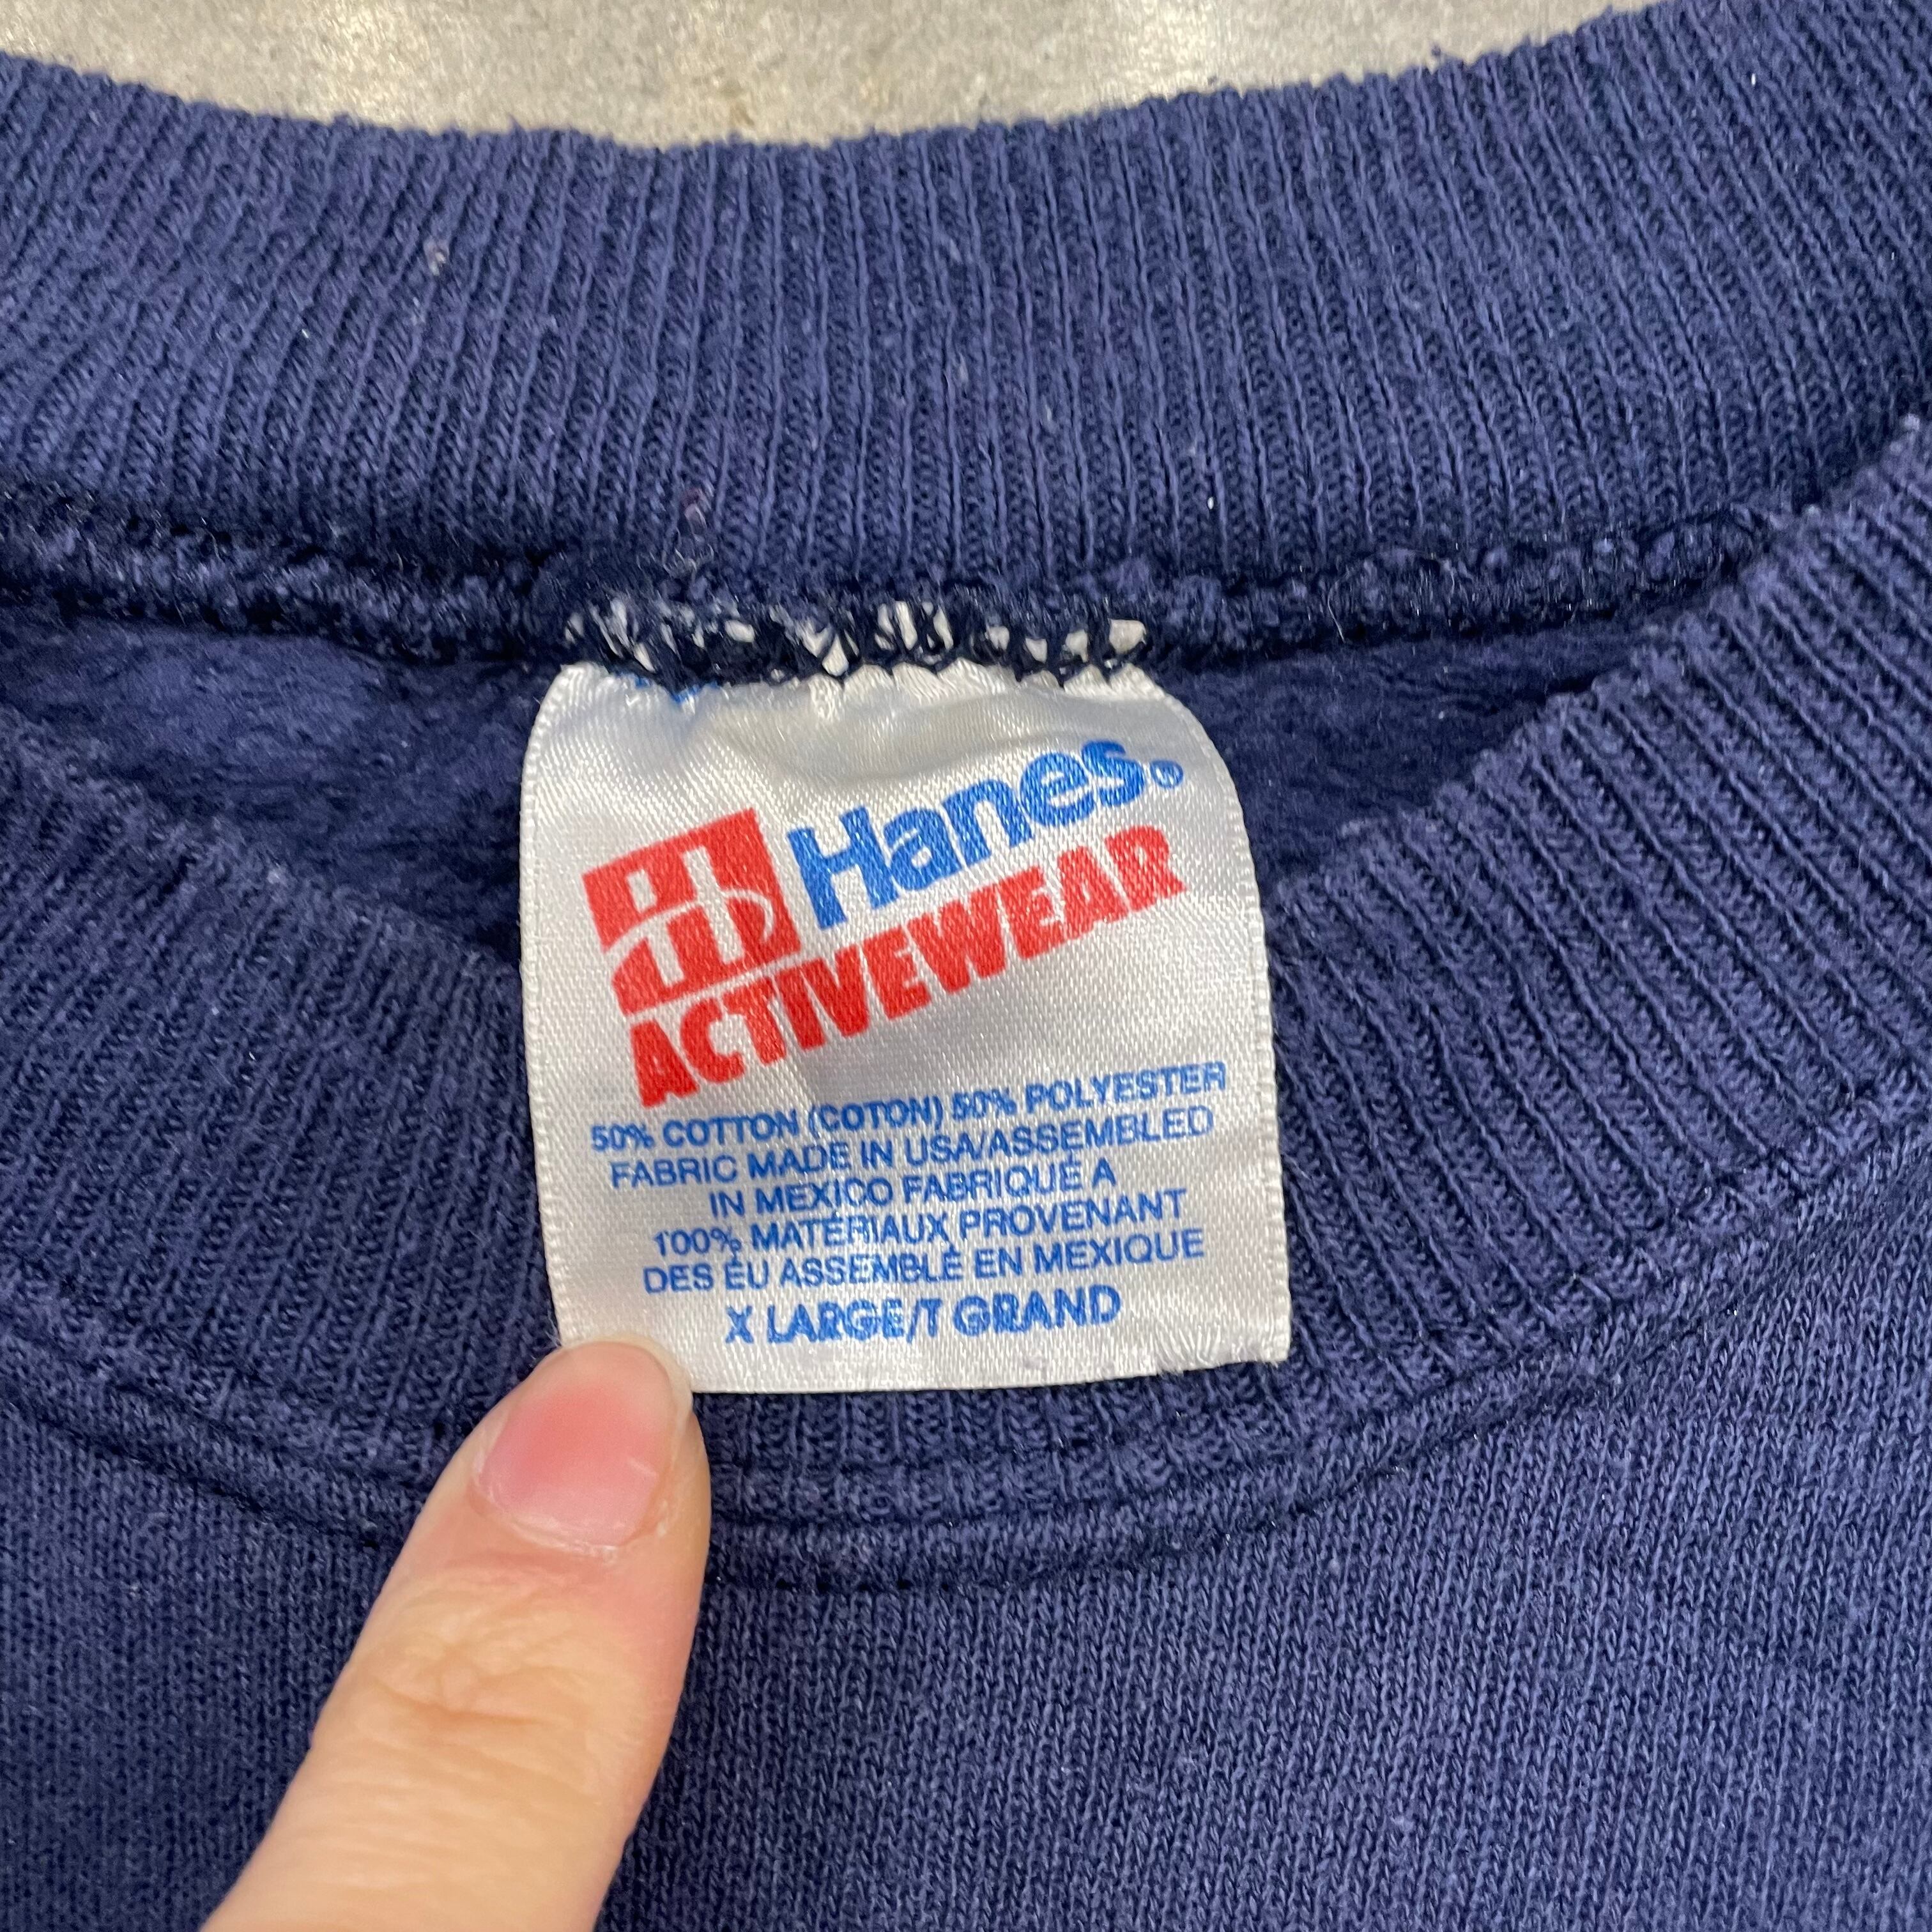 Hanes.®
ACTIVEWEAR
50% COTTON (COTON) 50% POLYESTER
FABRIC MADE IN USA/ASSEMBLED
IN MEXICO FABRIQUÉ A
100% MATÉRIAUX PROVENANT
DES ÉU ASSEMBLÉ EN MEXIQUE
X LARGE/T GRAND